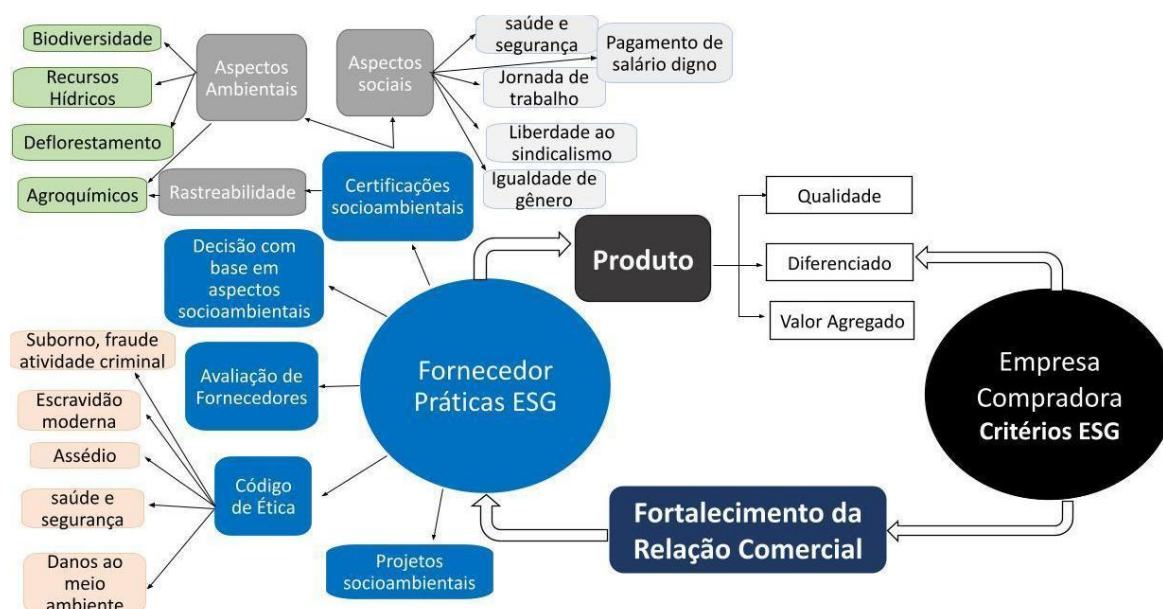 Biodiversidade
Recursos
Hídricos
Deflorestamento
Agroquímicos
Aspectos
Ambientais
Aspectos
sociais
saúde e
segurança
Pagamento de
salário digno
Jornada de
trabalho
Liberdade ao
sindicalismo
Igualdade de
gênero
Rastreabilidade
Certificações
socioambientais
Decisão com
base em
aspectos
socioambientais
Avaliação de
Fornecedores
Suborno, fraude
atividade criminal
Escravidão
moderna
Assédio
saúde e
segurança
Danos ao
meio
ambiente
Código
de Ética
Projetos
socioambientais
Fornecedor
Práticas ESG
Produto
Qualidade
Diferenciado
Valor Agregado
Empresa
Compradora
Critérios ESG
Fortalecimento da
Relação Comercial